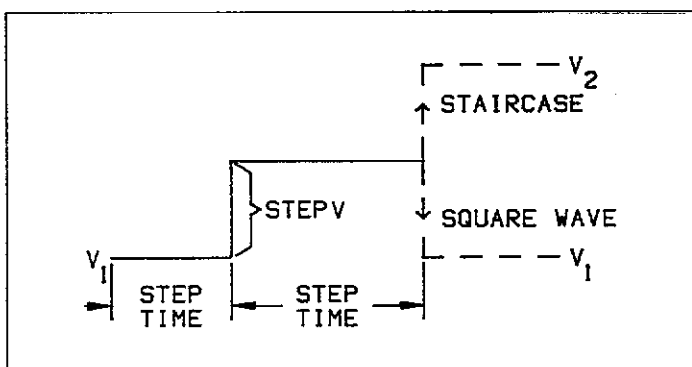 V2
STAIRCASE
STEPV
SQUARE WAVE
V1
V1
STEP
TIME
STEP
TIME